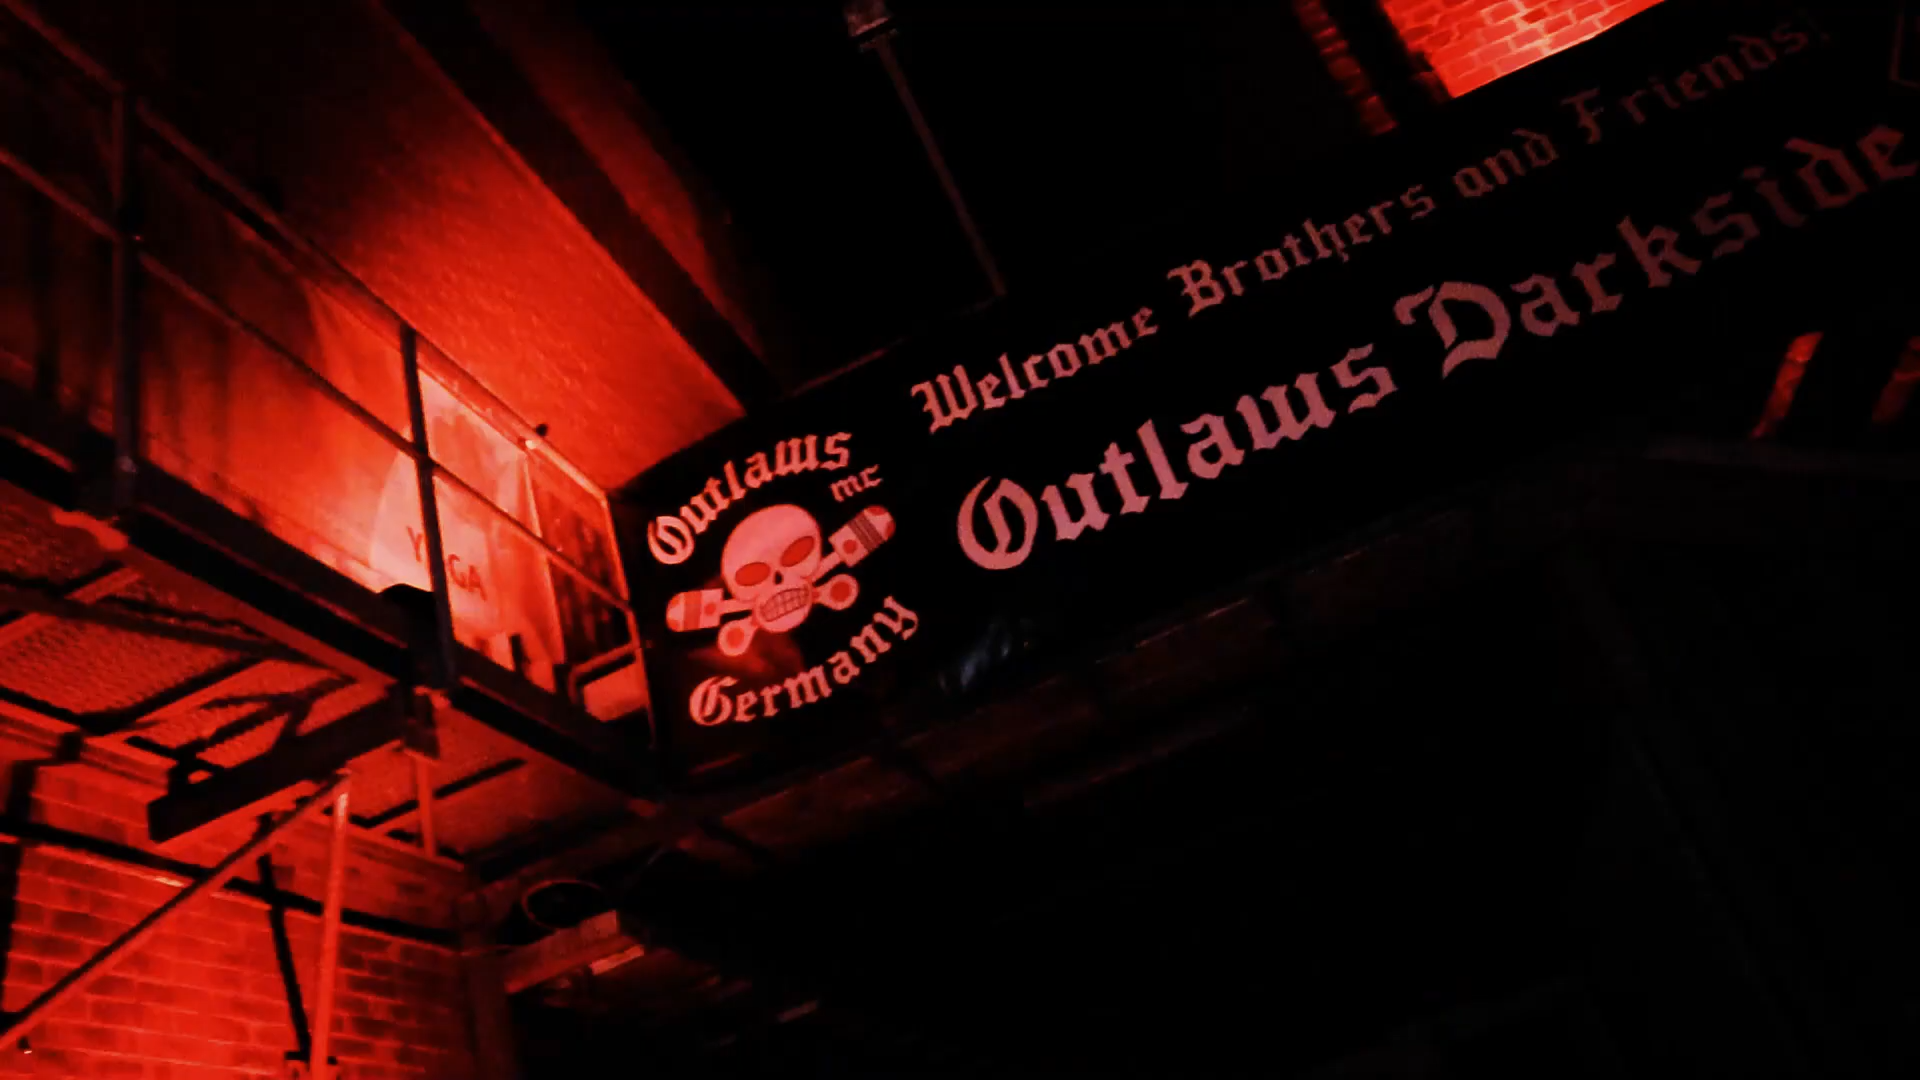 Welcome Brothers and Friends!
Outlaws Darkside
Outlaws
MC
Germany